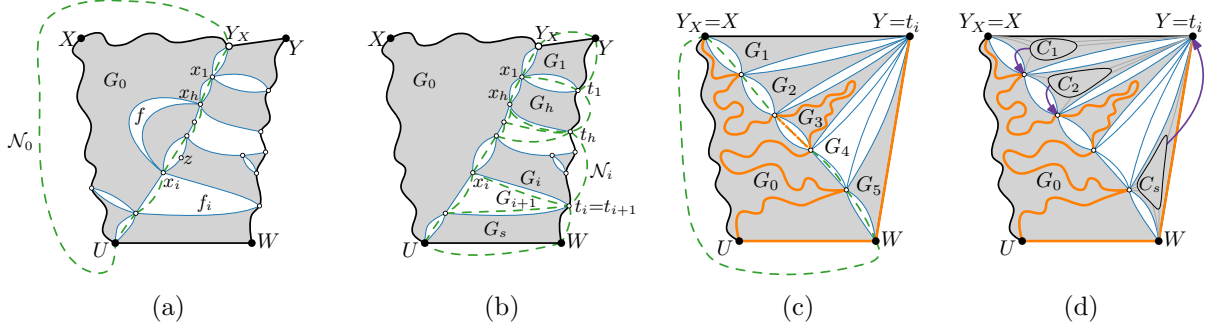 X Y_X Y
x_1
G_0 x_h
f
N_0
z
x_i
f_i
U W
(a)
X Y_X Y
G_1
x_1
t_1
G_0 x_h G_h
t_h
x_i G_i N_i
G_{i+1} t_i=t_{i+1}
G_s
U W
(b)
Y_X=X Y=t_i
G_1
G_2
G_3
G_4
G_0 G_5
U W
(c)
Y_X=X Y=t_i
C_1
C_2
G_0 C_s
U W
(d)